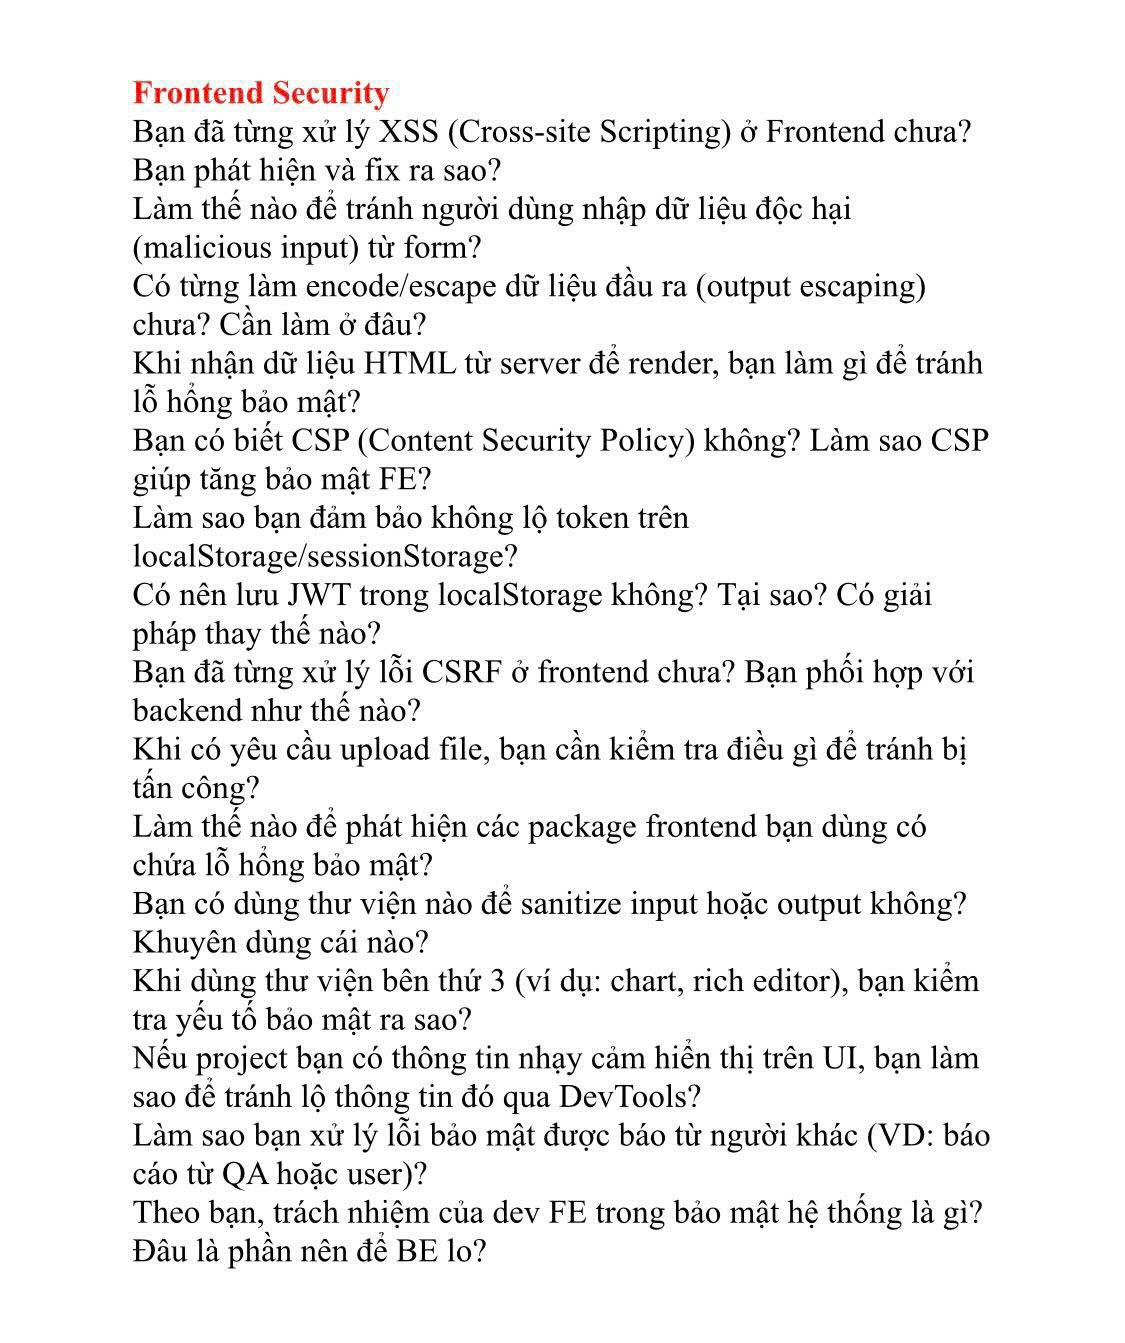 Frontend Security
Bạn đã từng xử lý XSS (Cross-site Scripting) ở Frontend chưa?
Bạn phát hiện và fix ra sao?
Làm thế nào để tránh người dùng nhập dữ liệu độc hại
(malicious input) từ form?
Có từng làm encode/escape dữ liệu đầu ra (output escaping)
chưa? Cần làm ở đâu?
Khi nhận dữ liệu HTML từ server để render, bạn làm gì để tránh
lỗ hổng bảo mật?
Bạn có biết CSP (Content Security Policy) không? Làm sao CSP
giúp tăng bảo mật FE?
Làm sao bạn đảm bảo không lộ token trên
localStorage/sessionStorage?
Có nên lưu JWT trong localStorage không? Tại sao? Có giải
pháp thay thế nào?
Bạn đã từng xử lý lỗi CSRF ở frontend chưa? Bạn phối hợp với
backend như thế nào?
Khi có yêu cầu upload file, bạn cần kiểm tra điều gì để tránh bị
tấn công?
Làm thế nào để phát hiện các package frontend bạn dùng có
chứa lỗ hổng bảo mật?
Bạn có dùng thư viện nào để sanitize input hoặc output không?
Khuyên dùng cái nào?
Khi dùng thư viện bên thứ 3 (ví dụ: chart, rich editor), bạn kiểm
tra yếu tố bảo mật ra sao?
Nếu project bạn có thông tin nhạy cảm hiển thị trên UI, bạn làm
sao để tránh lộ thông tin đó qua DevTools?
Làm sao bạn xử lý lỗi bảo mật được báo từ người khác (VD: báo
cáo từ QA hoặc user)?
Theo bạn, trách nhiệm của dev FE trong bảo mật hệ thống là gì?
Đâu là phần nên để BE lo?